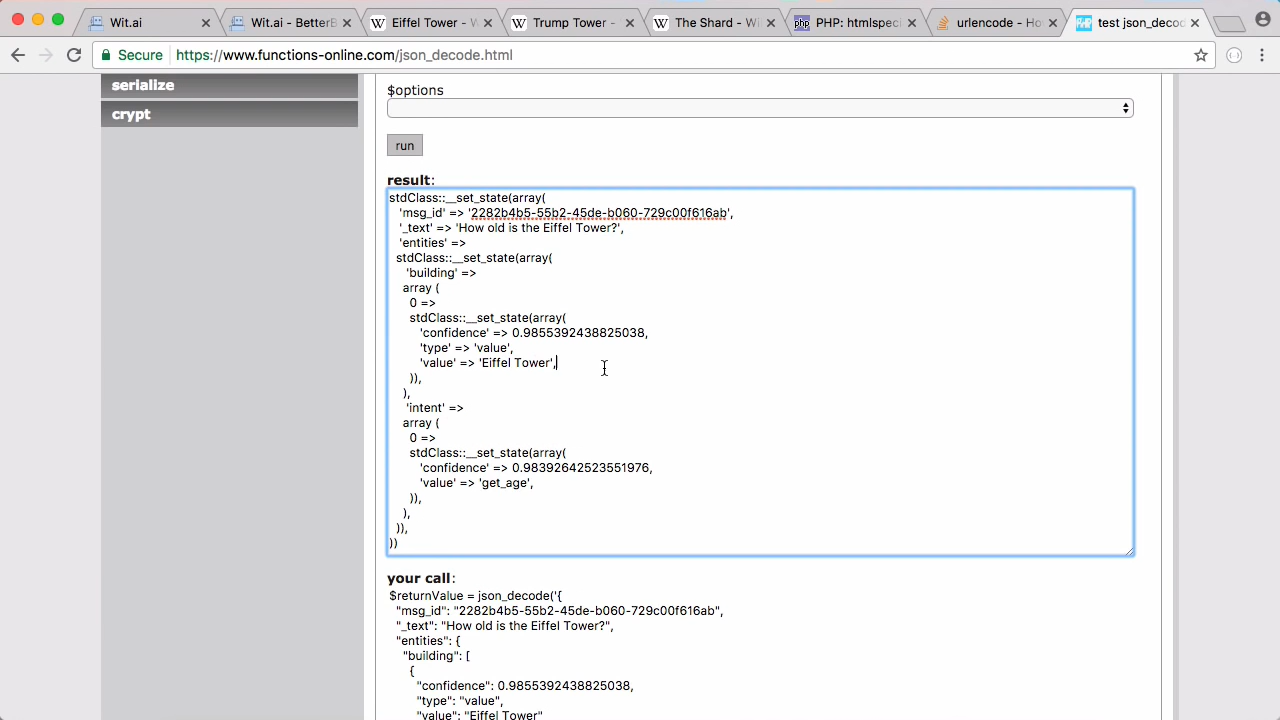 Wit.ai
Wit.ai - BetterB
Eiffel Tower - W
Trump Tower -
The Shard - Wi
PHP: htmlspeci
urlencode - Ho
test json_decod
Secure
https://www.functions-online.com/json_decode.html
serialize
crypt
$options
run
result:
stdClass::__set_state(array(
'msg_id' => '2282b4b5-55b2-45de-b060-729c00f616ab',
'_text' => 'How old is the Eiffel Tower?',
'entities' =>
stdClass::__set_state(array(
'building' =>
array (
0 =>
stdClass::__set_state(array(
'confidence' => 0.9855392438825038,
'type' => 'value',
'value' => 'Eiffel Tower',
)),
),
'intent' =>
array (
0 =>
stdClass::__set_state(array(
'confidence' => 0.98392642523551976,
'value' => 'get_age',
)),
),
)),
))
your call:
$returnValue = json_decode('{
"msg_id": "2282b4b5-55b2-45de-b060-729c00f616ab",
"_text": "How old is the Eiffel Tower?",
"entities": {
"building": [
{
"confidence": 0.9855392438825038,
"type": "value",
"value": "Eiffel Tower"